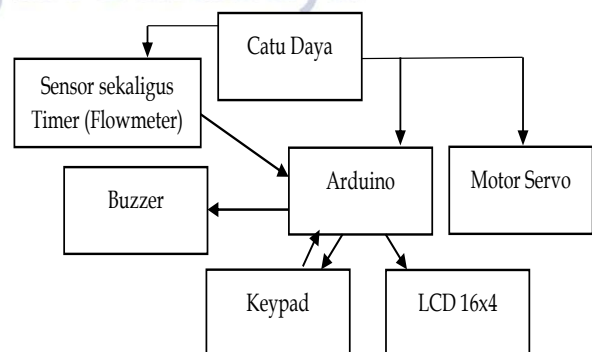 Catu Daya
Sensor sekaligus
Timer (Flowmeter)
Arduino
Motor Servo
Buzzer
Keypad
LCD 16x4